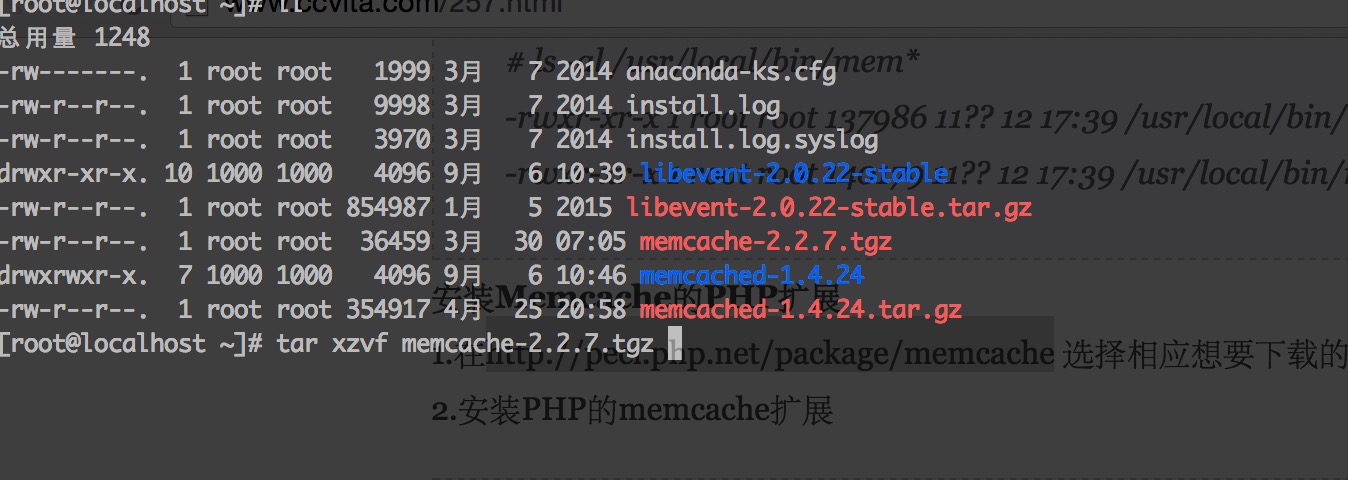 [root@localhost ~]# ll
www.ccvita.com/257.html
总用量 1248
-rw-------. 1 root root 1999 3月 7 2014 anaconda-ks.cfg
-rw-r--r--. 1 root root 9998 3月 7 2014 install.log
-rw-r--r--. 1 root root 3970 3月 7 2014 install.log.syslog
drwxr-xr-x. 10 1000 1000 4096 9月 6 10:39 libevent-2.0.22-stable
-rw-r--r--. 1 root root 854987 1月 5 2015 libevent-2.0.22-stable.tar.gz
-rw-r--r--. 1 root root 36459 3月 30 07:05 memcache-2.2.7.tgz
drwxrwxr-x. 7 1000 1000 4096 9月 6 10:46 memcached-1.4.24
-rw-r--r--. 1 root root 354917 4月 25 20:58 memcached-1.4.24.tar.gz
[root@localhost ~]# tar xzvf memcache-2.2.7.tgz
# ls -al /usr/local/bin/mem*
-rwxr-xr-x 1 root root 137986 11?? 12 17:39 /usr/local/bin/
11?? 12 17:39 /usr/local/bin/
安装Memcache的PHP扩展
1.在http://pecl.php.net/package/memcache 选择相应想要下载的
2.安装PHP的memcache扩展